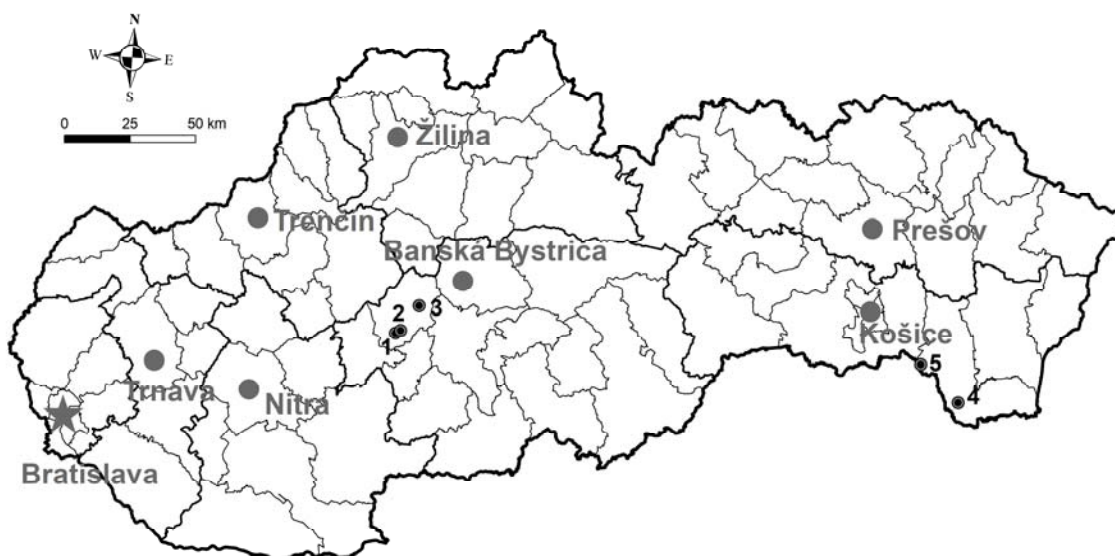 N
W E
S
0 25 50 km
Žilina
Trenčín
Prešov
Banská Bystrica
3
2
1
Košice
5
Trnava
Nitra
4
Bratislava